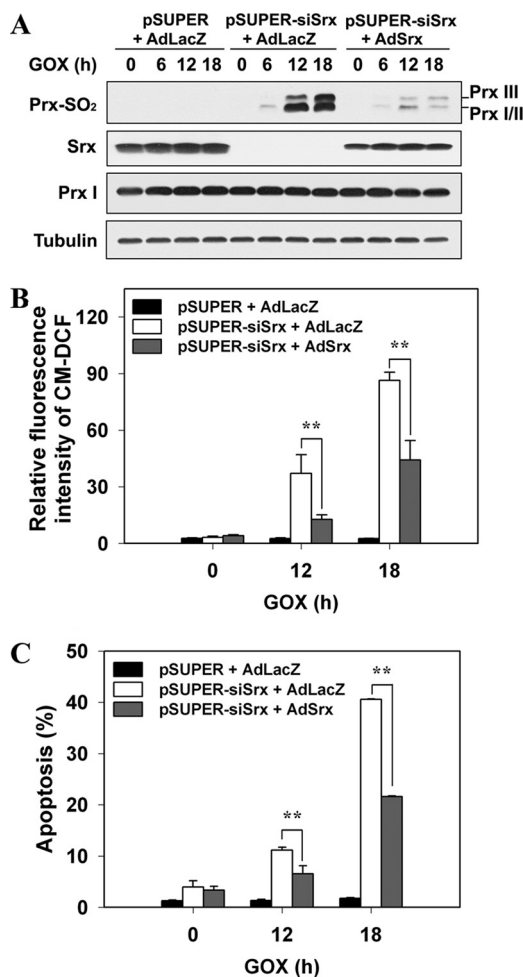 A
pSUPER pSUPER-siSrx pSUPER-siSrx
+ AdLacZ + AdLacZ + AdSrx
GOX (h) 0 6 12 18 0 6 12 18 0 6 12 18
Prx-SO₂ Prx III
Prx I/II
Srx
Prx I
Tubulin
B
Relative fluorescence
intensity of CM-DCF
120
90
60
30
0
pSUPER + AdLacZ
pSUPER-siSrx + AdLacZ
pSUPER-siSrx + AdSrx
**
**
0 12 18
GOX (h)
C
Apoptosis (%)
50
40
30
20
10
0
pSUPER + AdLacZ
pSUPER-siSrx + AdLacZ
pSUPER-siSrx + AdSrx
**
**
0 12 18
GOX (h)